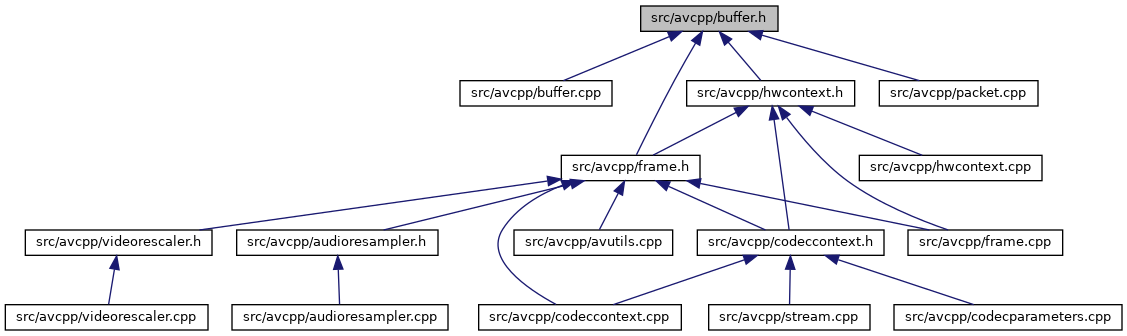 src/avcpp/buffer.h
src/avcpp/buffer.cpp
src/avcpp/hwcontext.h
src/avcpp/packet.cpp
src/avcpp/frame.h
src/avcpp/hwcontext.cpp
src/avcpp/videorescaler.h
src/avcpp/audioresampler.h
src/avcpp/avutils.cpp
src/avcpp/codeccontext.h
src/avcpp/frame.cpp
src/avcpp/videorescaler.cpp
src/avcpp/audioresampler.cpp
src/avcpp/codeccontext.cpp
src/avcpp/stream.cpp
src/avcpp/codecparameters.cpp